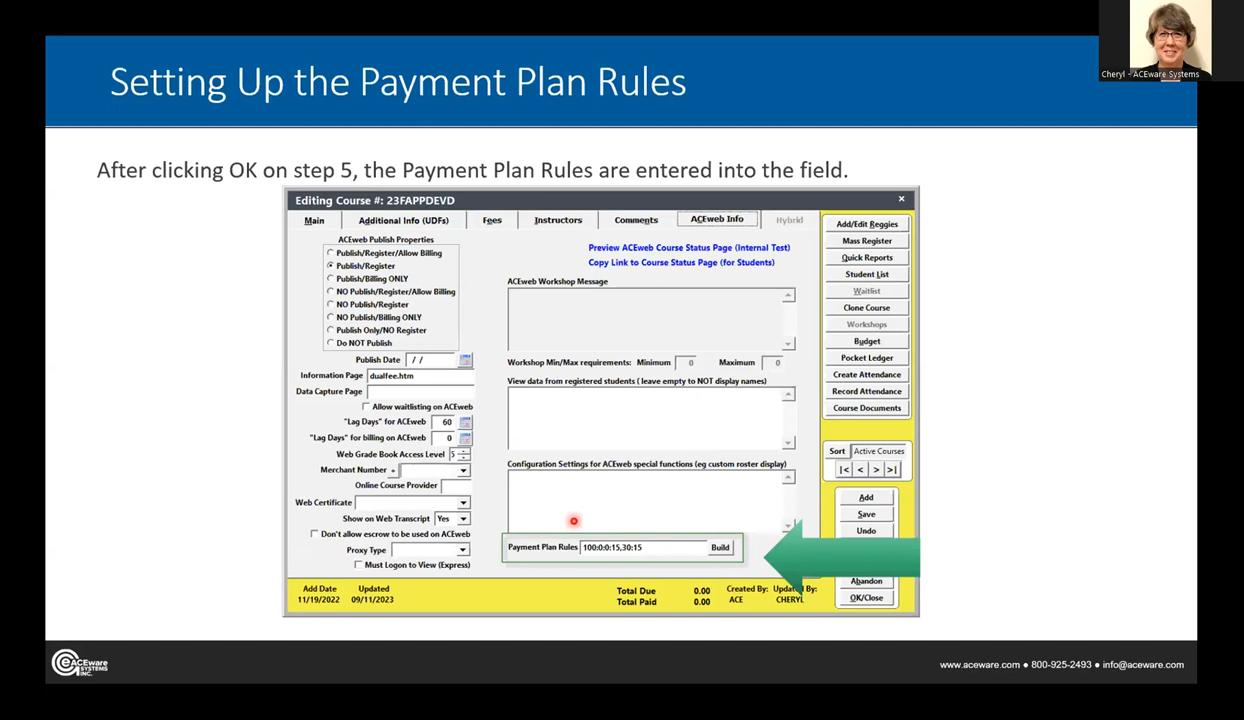 Cheryl - ACEware Systems
Setting Up the Payment Plan Rules
After clicking OK on step 5, the Payment Plan Rules are entered into the field.
Editing Course #: 23FAPPDEVD
x
Main
Additional Info (UDFs)
Fees
Instructors
Comments
ACEweb Info
Hybrid
ACEweb Publish Properties
Publish/Register/Allow Billing
Publish/Register
Publish/Billing ONLY
NO Publish/Register/Allow Billing
NO Publish/Register
NO Publish/Billing ONLY
Publish Only/NO Register
Do NOT Publish
Publish Date / /
Information Page dualfee.htm
Data Capture Page
Allow waitlisting on ACEweb
"Lag Days" for ACEweb 60
"Lag Days" for billing on ACEweb 0
Web Grade Book Access Level 5
Merchant Number +
Online Course Provider
Web Certificate
Show on Web Transcript Yes
Don't allow escrow to be used on ACEweb
Proxy Type
Must Logon to View (Express)
Preview ACEweb Course Status Page (Internal Test)
Copy Link to Course Status Page (for Students)
ACEweb Workshop Message
Workshop Min/Max requirements: Minimum 0 Maximum 0
View data from registered students ( leave empty to NOT display names)
Configuration Settings for ACEweb special functions (eg custom roster display)
Payment Plan Rules 100:0:0:15,30:15 Build
Add/Edit Reggies
Mass Register
Quick Reports
Student List
Waitlist
Clone Course
Workshops
Budget
Pocket Ledger
Create Attendance
Record Attendance
Course Documents
Sort Active Courses
|< < > >|
Add
Save
Undo
Abandon
OK/Close
Add Date Updated
11/19/2022 09/11/2023
Total Due 0.00
Total Paid 0.00
Created By: Updated By:
ACE CHERYL
ACEware
SYSTEMS
INC.
www.aceware.com ● 800-925-2493 ● info@aceware.com